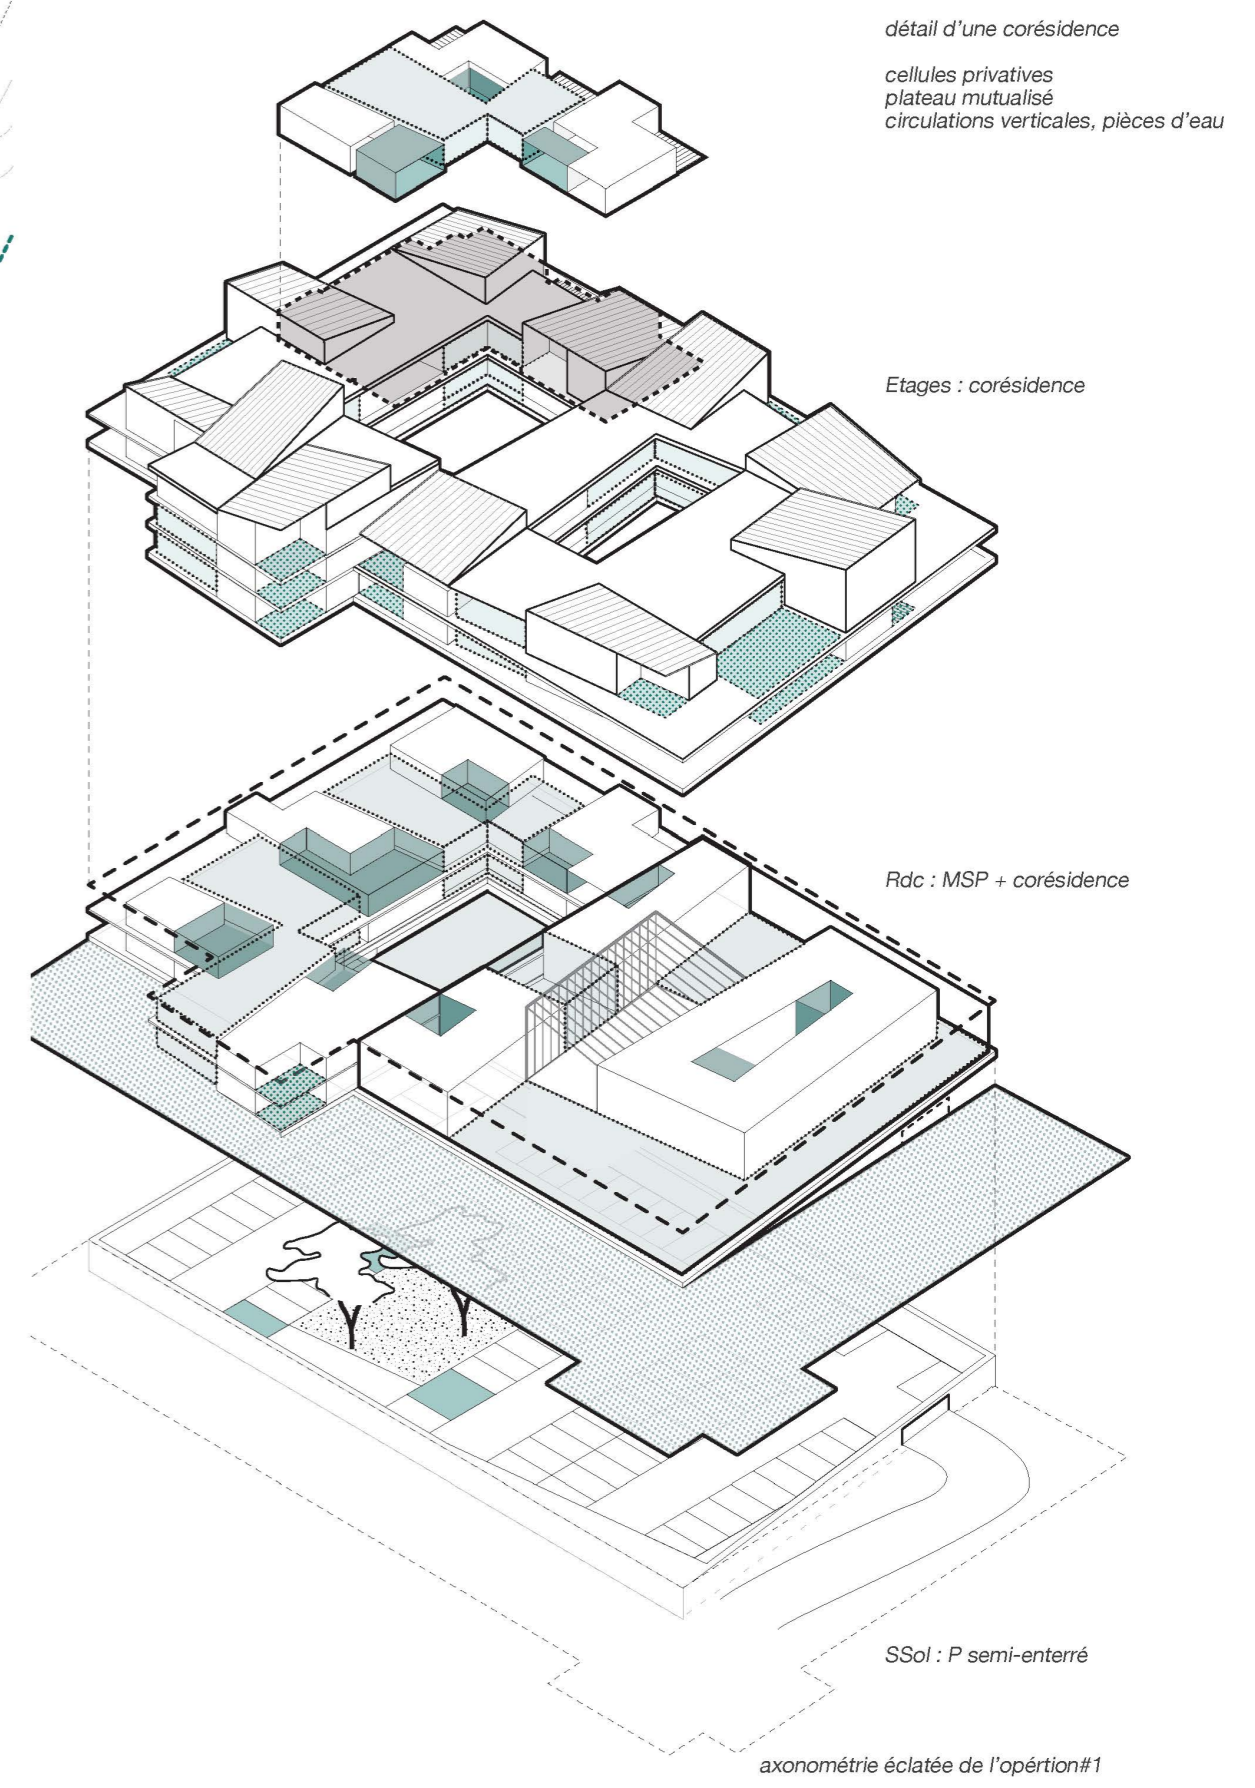 détail d'une corésidence
cellules privatives
plateau mutualisé
circulations verticales, pièces d'eau
Etages : corésidence
Rdc : MSP + corésidence
SSol : P semi-enterré
axonométrie éclatée de l'opértion#1